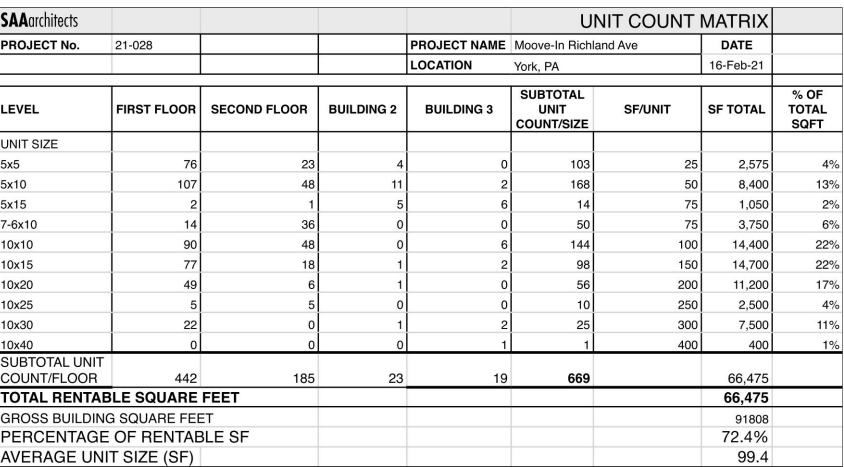 SAAarchitects UNIT COUNT MATRIX
PROJECT No. 21-028 PROJECT NAME Moove-In Richland Ave DATE
LOCATION York, PA 16-Feb-21
LEVEL FIRST FLOOR SECOND FLOOR BUILDING 2 BUILDING 3 SUBTOTAL UNIT COUNT/SIZE SF/UNIT SF TOTAL % OF TOTAL SQFT
UNIT SIZE
5x5 76 23 4 0 103 25 2,575 4%
5x10 107 48 11 2 168 50 8,400 13%
5x15 2 1 5 6 14 75 1,050 2%
7-6x10 14 36 0 0 50 75 3,750 6%
10x10 90 48 0 6 144 100 14,400 22%
10x15 77 18 1 2 98 150 14,700 22%
10x20 49 6 1 0 56 200 11,200 17%
10x25 5 5 0 0 10 250 2,500 4%
10x30 22 0 1 2 25 300 7,500 11%
10x40 0 0 0 1 1 400 400 1%
SUBTOTAL UNIT
COUNT/FLOOR 442 185 23 19 669 66,475
TOTAL RENTABLE SQUARE FEET 66,475
GROSS BUILDING SQUARE FEET 91808
PERCENTAGE OF RENTABLE SF 72.4%
AVERAGE UNIT SIZE (SF) 99.4